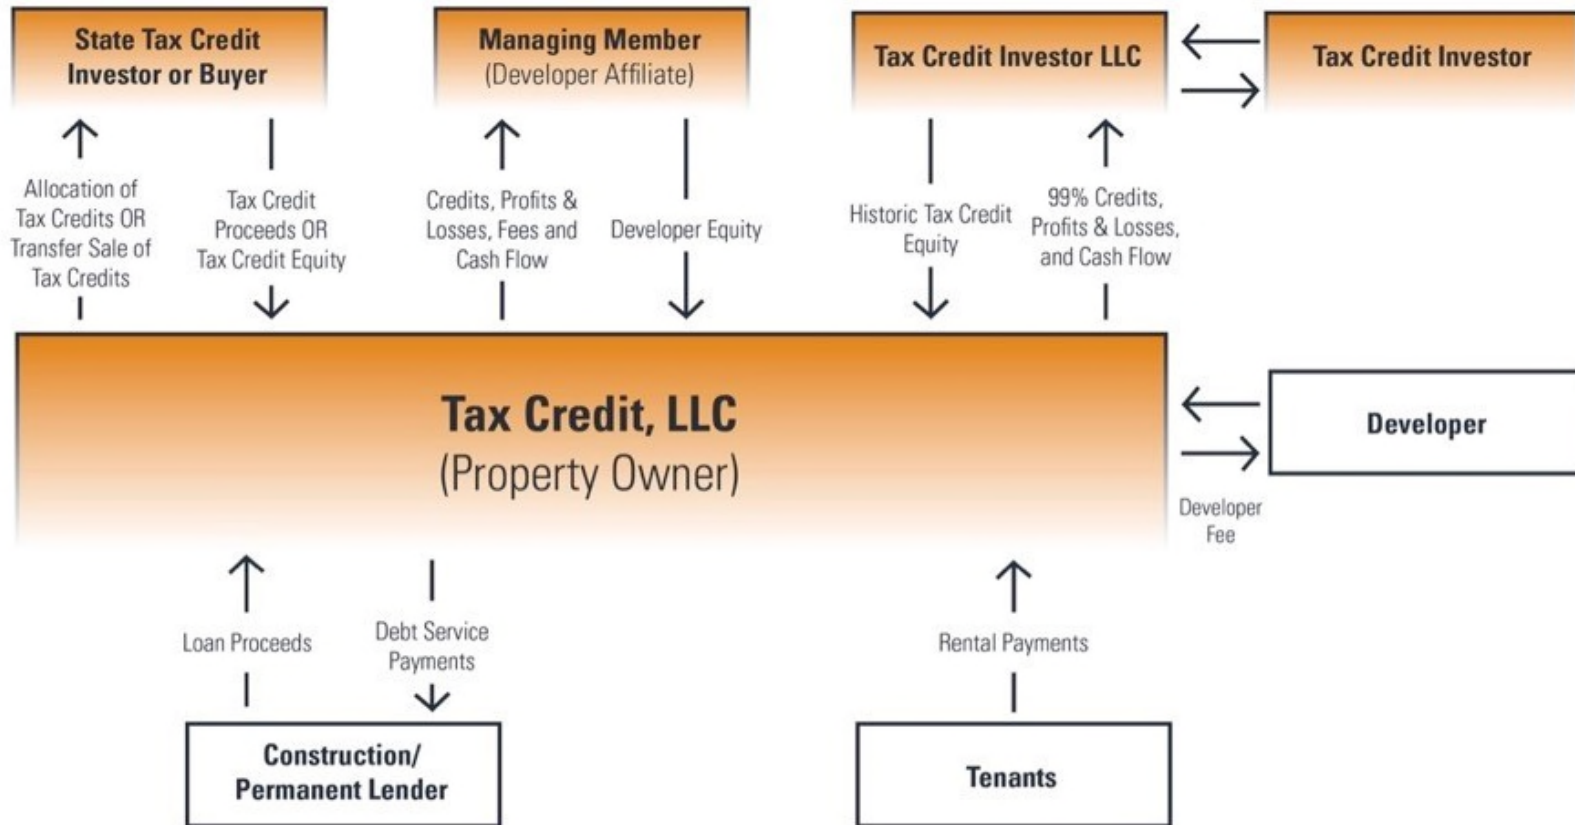 State Tax Credit
Investor or Buyer
Managing Member
(Developer Affiliate)
Tax Credit Investor LLC
Tax Credit Investor
Allocation of
Tax Credits OR
Transfer Sale of
Tax Credits
Tax Credit
Proceeds OR
Tax Credit Equity
Credits, Profits &
Losses, Fees and
Cash Flow
Developer Equity
Historic Tax Credit
Equity
99% Credits,
Profits & Losses,
and Cash Flow
Tax Credit, LLC
(Property Owner)
Developer
Developer
Fee
Loan Proceeds
Debt Service
Payments
Rental Payments
Construction/
Permanent Lender
Tenants